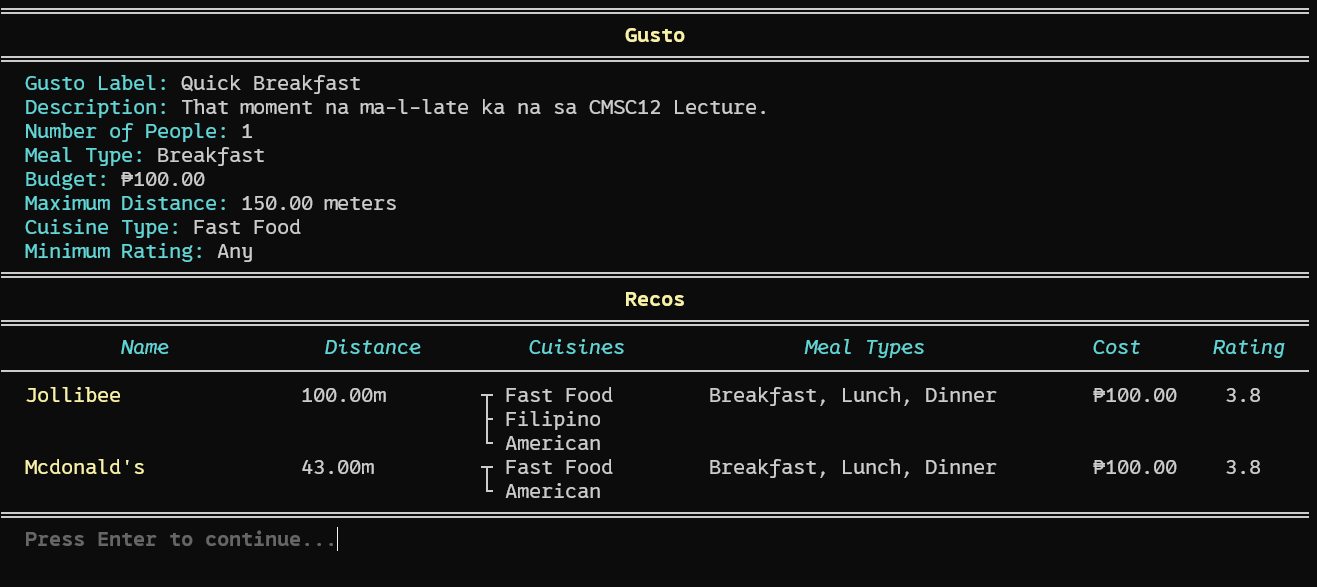 Gusto
Gusto Label: Quick Breakfast
Description: That moment na ma-l-late ka na sa CMSC12 Lecture.
Number of People: 1
Meal Type: Breakfast
Budget: ₱100.00
Maximum Distance: 150.00 meters
Cuisine Type: Fast Food
Minimum Rating: Any
Recos
Name Distance Cuisines Meal Types Cost Rating
Jollibee 100.00m Fast Food Breakfast, Lunch, Dinner ₱100.00 3.8
Filipino
American
Mcdonald's 43.00m Fast Food Breakfast, Lunch, Dinner ₱100.00 3.8
American
Press Enter to continue...